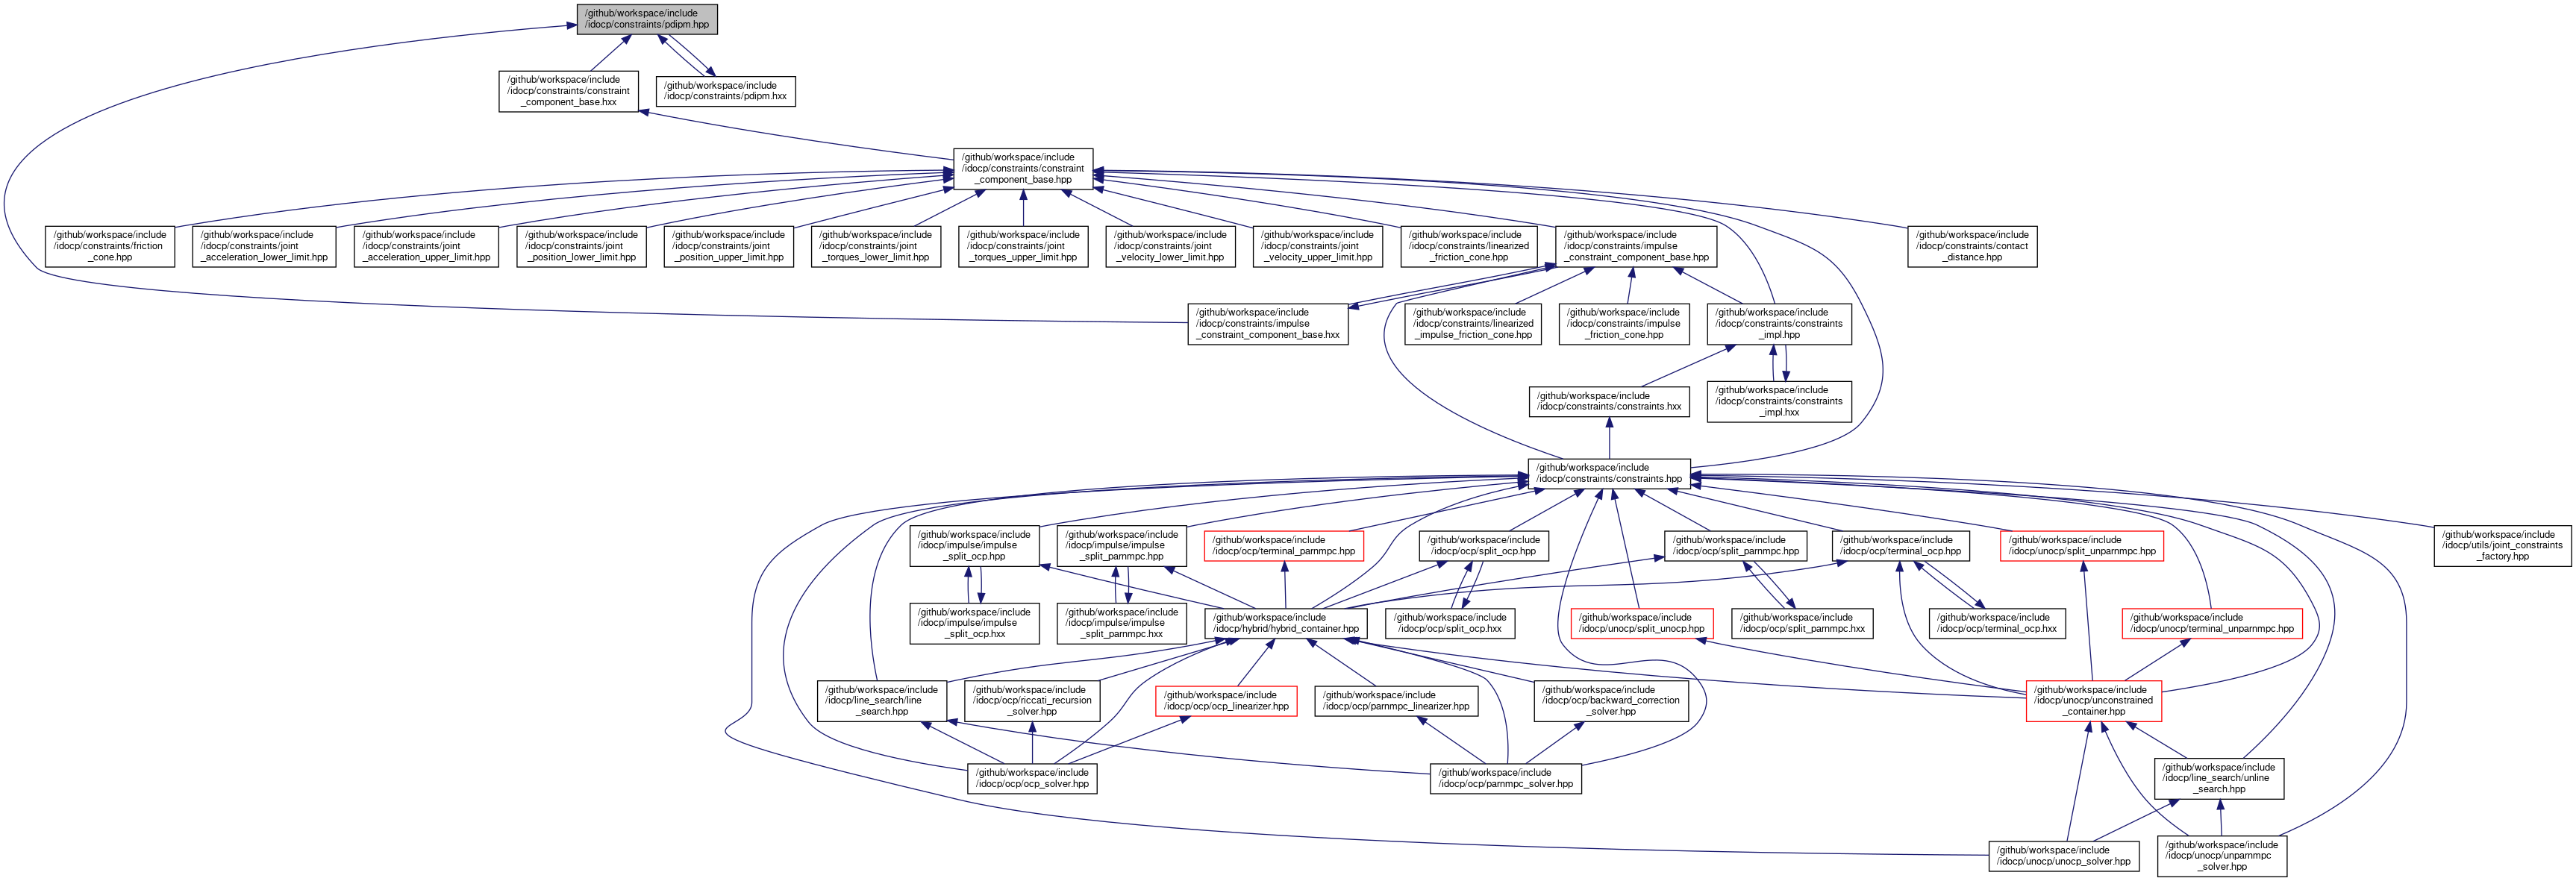 /github/workspace/include
/idocp/constraints/pdipm.hpp
/github/workspace/include
/idocp/constraints/constraint
_component_base.hxx
/github/workspace/include
/idocp/constraints/pdipm.hxx
/github/workspace/include
/idocp/constraints/constraint
_component_base.hpp
/github/workspace/include
/idocp/constraints/friction
_cone.hpp
/github/workspace/include
/idocp/constraints/joint
_acceleration_lower_limit.hpp
/github/workspace/include
/idocp/constraints/joint
_acceleration_upper_limit.hpp
/github/workspace/include
/idocp/constraints/joint
_position_lower_limit.hpp
/github/workspace/include
/idocp/constraints/joint
_position_upper_limit.hpp
/github/workspace/include
/idocp/constraints/joint
_torques_lower_limit.hpp
/github/workspace/include
/idocp/constraints/joint
_torques_upper_limit.hpp
/github/workspace/include
/idocp/constraints/joint
_velocity_lower_limit.hpp
/github/workspace/include
/idocp/constraints/joint
_velocity_upper_limit.hpp
/github/workspace/include
/idocp/constraints/linearized
_friction_cone.hpp
/github/workspace/include
/idocp/constraints/impulse
_constraint_component_base.hpp
/github/workspace/include
/idocp/constraints/contact
_distance.hpp
/github/workspace/include
/idocp/constraints/impulse
_constraint_component_base.hxx
/github/workspace/include
/idocp/constraints/linearized
_impulse_friction_cone.hpp
/github/workspace/include
/idocp/constraints/impulse
_friction_cone.hpp
/github/workspace/include
/idocp/constraints/constraints
_impl.hpp
/github/workspace/include
/idocp/constraints/constraints.hxx
/github/workspace/include
/idocp/constraints/constraints
_impl.hxx
/github/workspace/include
/idocp/constraints/constraints.hpp
/github/workspace/include
/idocp/impulse/impulse
_split_ocp.hpp
/github/workspace/include
/idocp/impulse/impulse
_split_parnmpc.hpp
/github/workspace/include
/idocp/ocp/terminal_parnmpc.hpp
/github/workspace/include
/idocp/ocp/split_ocp.hpp
/github/workspace/include
/idocp/ocp/split_parnmpc.hpp
/github/workspace/include
/idocp/ocp/terminal_ocp.hpp
/github/workspace/include
/idocp/unocp/split_unparnmpc.hpp
/github/workspace/include
/idocp/utils/joint_constraints
_factory.hpp
/github/workspace/include
/idocp/impulse/impulse
_split_ocp.hxx
/github/workspace/include
/idocp/impulse/impulse
_split_parnmpc.hxx
/github/workspace/include
/idocp/hybrid/hybrid_container.hpp
/github/workspace/include
/idocp/ocp/split_ocp.hxx
/github/workspace/include
/idocp/unocp/split_unocp.hpp
/github/workspace/include
/idocp/ocp/split_parnmpc.hxx
/github/workspace/include
/idocp/ocp/terminal_ocp.hxx
/github/workspace/include
/idocp/unocp/terminal_unparnmpc.hpp
/github/workspace/include
/idocp/line_search/line
_search.hpp
/github/workspace/include
/idocp/ocp/riccati_recursion
_solver.hpp
/github/workspace/include
/idocp/ocp/ocp_linearizer.hpp
/github/workspace/include
/idocp/ocp/parnmpc_linearizer.hpp
/github/workspace/include
/idocp/ocp/backward_correction
_solver.hpp
/github/workspace/include
/idocp/unocp/unconstrained
_container.hpp
/github/workspace/include
/idocp/ocp/ocp_solver.hpp
/github/workspace/include
/idocp/ocp/parnmpc_solver.hpp
/github/workspace/include
/idocp/line_search/unline
_search.hpp
/github/workspace/include
/idocp/unocp/unocp_solver.hpp
/github/workspace/include
/idocp/unocp/unparnmpc
_solver.hpp